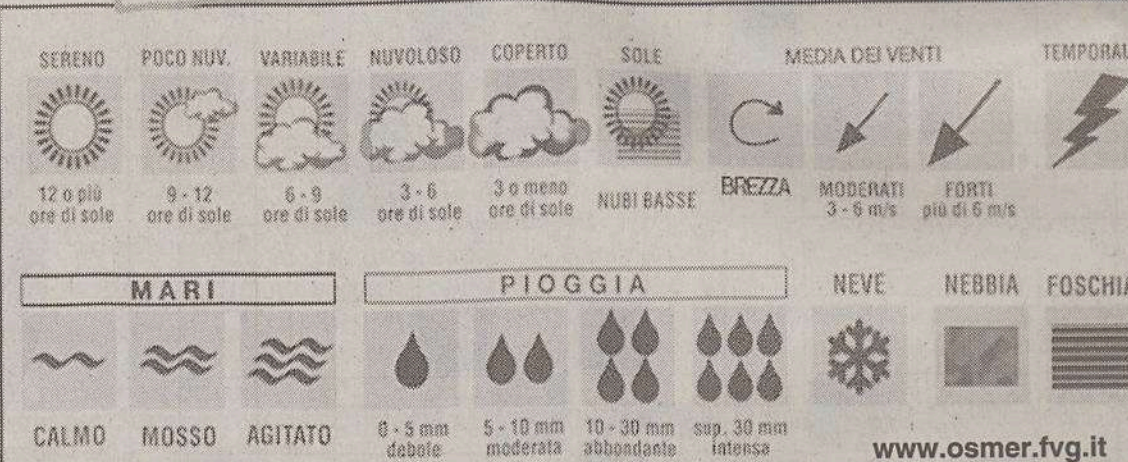 SERENO POCO NUV. VARIABILE NUVOLOSO COPERTO SOLE MEDIA DEI VENTI TEMPORAL
12 o più 9 - 12 6 - 9 3 - 6 3 o meno NUBI BASSE BREZZA MODERATI FORTI
ore di sole ore di sole ore di sole ore di sole ore di sole 3 - 6 m/s più di 6 m/s
MARI PIOGGIA NEVE NEBBIA FOSCHIA
CALMO MOSSO AGITATO 0 - 5 mm 5 - 10 mm 10 - 30 mm sup. 30 mm
debole moderata abbondante intensa
www.osmer.fvg.it